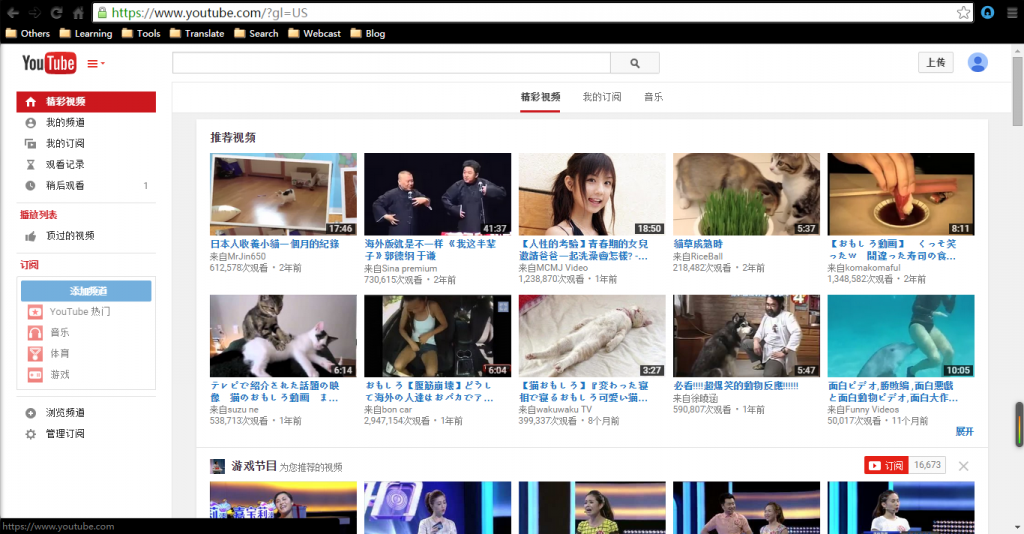 https://www.youtube.com/?gl=US
Others Learning Tools Translate Search Webcast Blog
YouTube
上传
精彩视频 我的订阅 音乐
精彩视频
我的频道
我的订阅
观看记录
稍后观看 1
播放列表
顶过的视频
订阅
添加频道
YouTube 热门
音乐
体育
游戏
浏览频道
管理订阅
推荐视频
17:46
日本人收養小貓一個月的紀錄
来自MrJin650
612,578次观看 • 2年前
41:37
海外版就是不一样 《我这半辈
子》郭德纲 于谦
来自Sina premium
730,615次观看 • 2年前
18:50
【人性的考驗】青春期的女兒
邀請爸爸一起洗澡會怎樣? -...
来自MCMJ Video
1,238,870次观看 • 1年前
5:37
貓草成熟時
来自RiceBall
218,482次观看 • 2年前
8:11
【おもしろ動画】 くっそ笑
ったｗ 間違った寿司の食...
来自komakomaful
1,348,582次观看 • 2年前
6:14
テレビで紹介された話題の映
像 猫のおもしろ動画 ま...
来自suzu ne
538,713次观看 • 1年前
6:04
おもしろ【腹筋崩壊】どうし
て海外の人達はおバカでア...
来自bon car
2,947,154次观看 • 1年前
3:27
【猫おもしろ】『変わった寝
相で寝るおもしろ可愛い猫...
来自wakuwaku TV
399,337次观看 • 8个月前
5:47
必看!!!!超爆笑的動物反應!!!!!!
来自徐曉涵
590,807次观看 • 1年前
10:05
面白ビデオ,勝敗編,面白悪戯
と面白動物ビデオ,面白大作...
来自Funny Videos
50,017次观看 • 11个月前
展开
游戏节目 为您推荐的视频
订阅 16,673
https://www.youtube.com